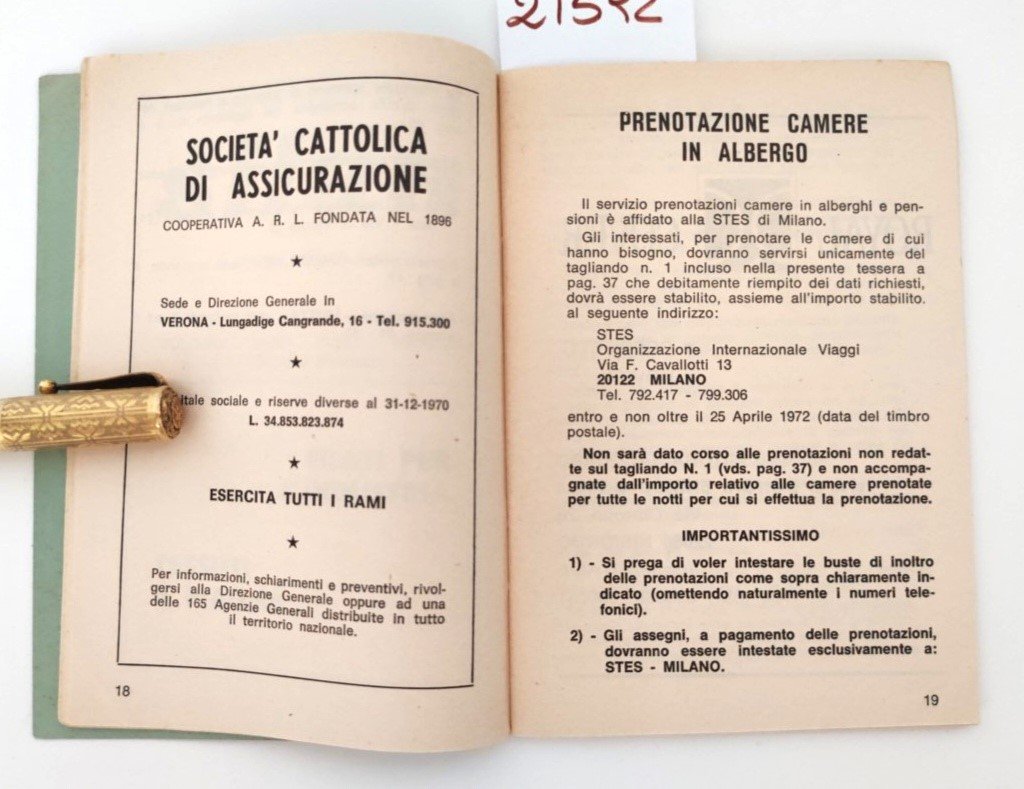 SOCIETA' CATTOLICA
DI ASSICURAZIONE
COOPERATIVA A. R. L. FONDATA NEL 1896
Sede e Direzione Generale In
VERONA - Lungadige Cangrande, 16 - Tel. 915.300
sociale e riserve diverse al 31-12-1970
L. 34.853.823.874
ESERCITA TUTTI I RAMI
Per informazioni, schiarimenti e preventivi, rivol-
gersi alla Direzione Generale oppure ad una
delle 165 Agenzie Generali distribuite in tutto
il territorio nazionale.
18
PRENOTAZIONE CAMERE
IN ALBERGO
Il servizio prenotazioni camere in alberghi e pen-
sioni è affidato alla STES di Milano.
Gli interessati, per prenotare le camere di cui
hanno bisogno, dovranno servirsi unicamente del
tagliando n. 1 incluso nella presente tessera a
pag. 37 che debitamente riempito dei dati richiesti,
dovrà essere stabilito, assieme all'importo stabilito.
al seguente indirizzo:
STES
Organizzazione Internazionale Viaggi
Via F. Cavallotti 13
20122 MILANO
Tel. 792.417 - 799.306
entro e non oltre il 25 Aprile 1972 (data del timbro
postale).
Non sarà dato corso alle prenotazioni non redat-
te sul tagliando N. 1 (vds. pag. 37) e non accompa-
gnate dall'importo relativo alle camere prenotate
per tutte le notti per cui si effettua la prenotazione.
IMPORTANTISSIMO
1) - Si prega di voler intestare le buste di inoltro
delle prenotazioni come sopra chiaramente in-
dicato (omettendo naturalmente i numeri tele-
fonici).
2) - Gli assegni, a pagamento delle prenotazioni,
dovranno essere intestate esclusivamente a:
STES - MILANO.
19